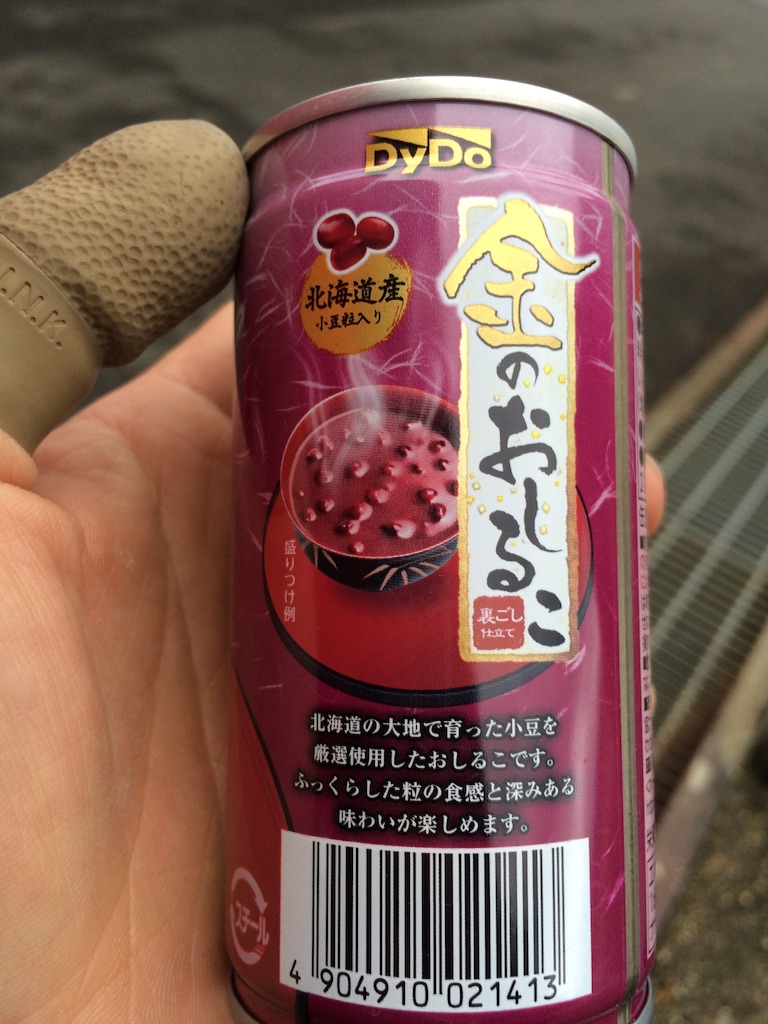 DyDo
北海道産
小豆粒入り
金のおしるこ
裏ごし
仕立て
盛りつけ例
北海道の大地で育った小豆を
厳選使用したおしるこです。
ふっくらした粒の食感と深みある
味わいが楽しめます。
スチール
4 904910 021413
I.N.K.